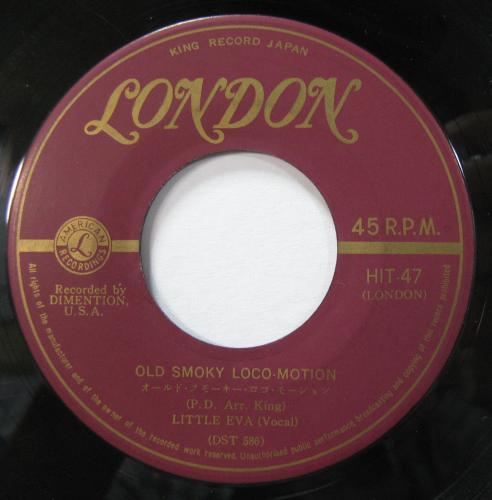 KING RECORD JAPAN
LONDON
AMERICAN
L
RECORDINGS
45 R.P.M.
Recorded by
DIMENTION,
U.S.A.
HIT-47
(LONDON)
OLD SMOKY LOCO-MOTION
オールド・スモーキー・ロコ・モーション
(P.D. Arr. King)
LITTLE EVA (Vocal)
(DST 586)
All rights of the manufacturer and of the owner of the recorded work reserved. Unauthorised public performance, broadcasting and copying of this record prohibited